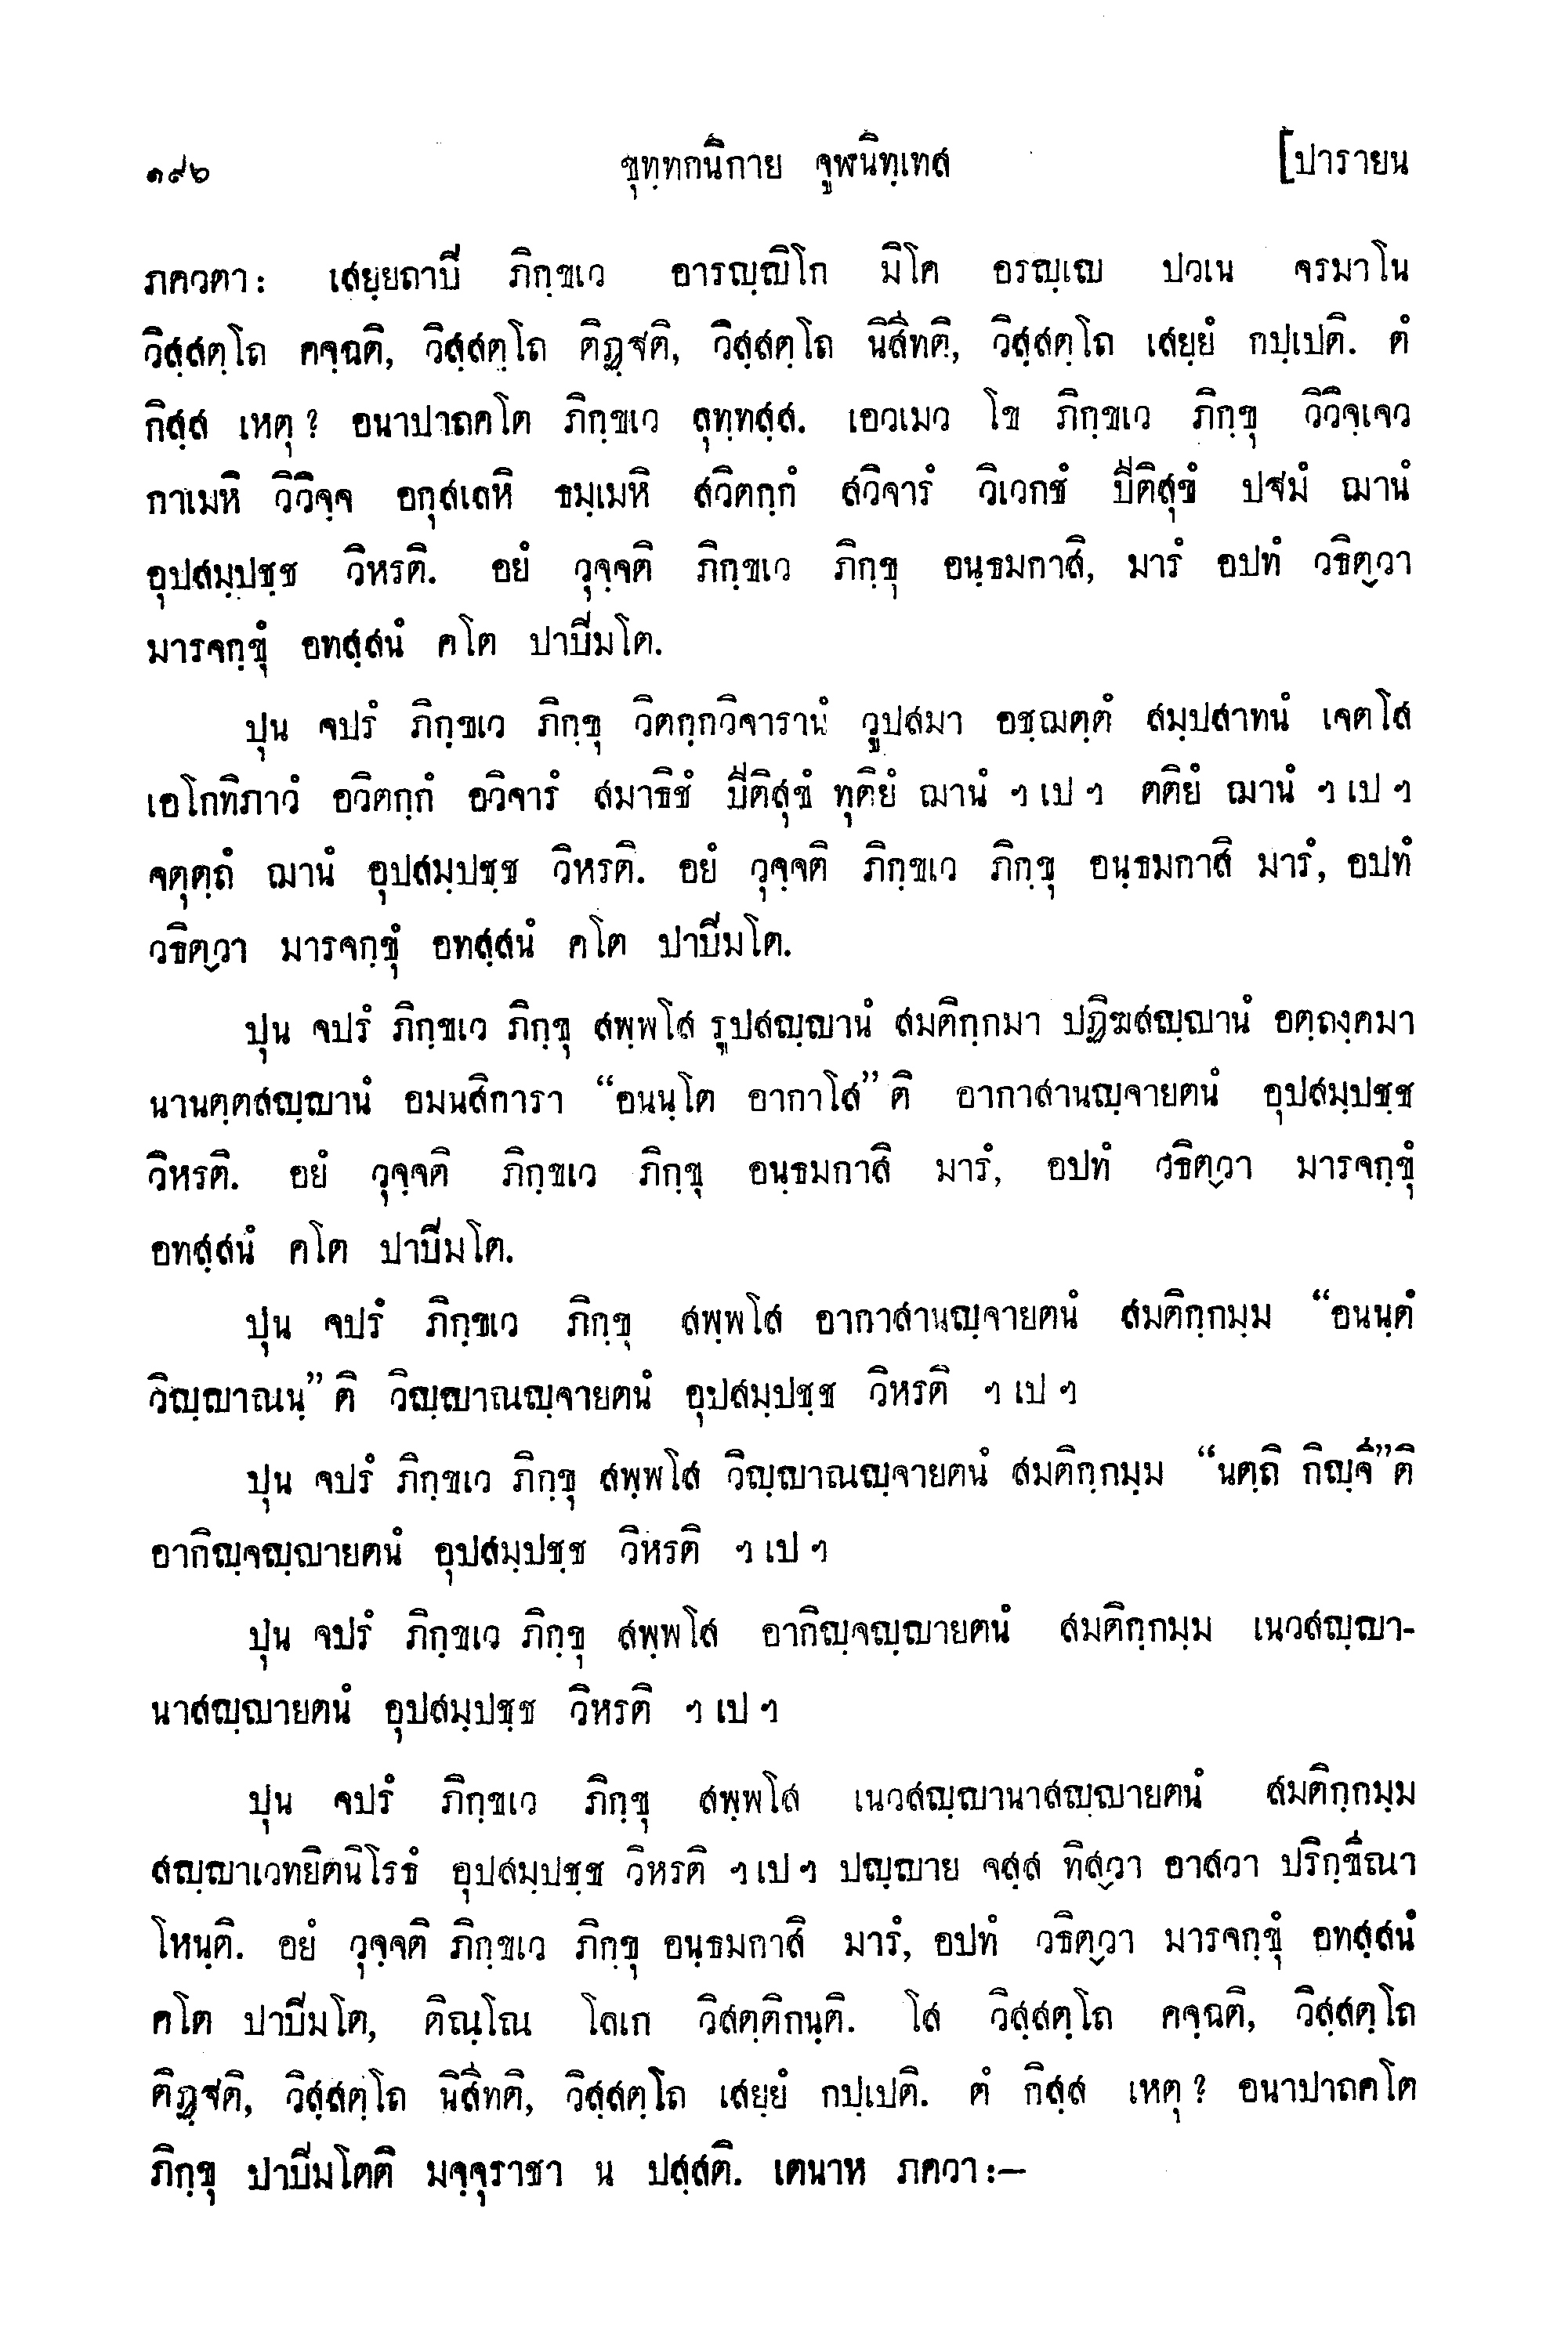 ๑๙๖ ขุทฺทกนิกาย จูฬนิทฺเทส [ปารายน
ภควตา: เสยฺยถาปิ ภิกฺขเว อารญฺญิโก มิโค อรญฺเญ ปวเน จรมาโน
วิสฺสตฺโถ คจฺฉติ, วิสฺสตฺโถ ติฏฺฐติ, วิสฺสตฺโถ นิสีทติ, วิสฺสตฺโถ เสยฺยํ กปฺเปติ. ตํ
กิสฺส เหตุ? อนาปาถคโต ภิกฺขเว ลุทฺทสฺส. เอวเมว โข ภิกฺขเว ภิกฺขุ วิวิจฺเจว
กาเมหิ วิวิจฺจ อกุสเลหิ ธมฺเมหิ สวิตกฺกํ สวิจารํ วิเวกชํ ปีติสุขํ ปฐมํ ฌานํ
อุปสมฺปชฺช วิหรติ. อยํ วุจฺจติ ภิกฺขเว ภิกฺขุ อนฺธมกาสิ, มารํ อปทํ วธิตฺวา
มารจกฺขุํ อทสฺสนํ คโต ปาปิมโต.
ปุน จปรํ ภิกฺขเว ภิกฺขุ วิตกฺกวิจารานํ วูปสมา อชฺฌตฺตํ สมฺปสาทนํ เจตโส
เอโกทิภาวํ อวิตกฺกํ อวิจารํ สมาธิชํ ปีติสุขํ ทุติยํ ฌานํ ฯ เป ฯ ตติยํ ฌานํ ฯ เป ฯ
จตุตฺถํ ฌานํ อุปสมฺปชฺช วิหรติ. อยํ วุจฺจติ ภิกฺขเว ภิกฺขุ อนฺธมกาสิ มารํ, อปทํ
วธิตฺวา มารจกฺขุํ อทสฺสนํ คโต ปาปิมโต.
ปุน จปรํ ภิกฺขเว ภิกฺขุ สพฺพโส รูปสญฺญานํ สมติกฺกมา ปฏิฆสญฺญานํ อตฺถงฺคมา
นานตฺตสญฺญานํ อมนสิการา “อนนฺโต อากาโส” ติ อากาสานญฺจายตนํ อุปสมฺปชฺช
วิหรติ. อยํ วุจฺจติ ภิกฺขเว ภิกฺขุ อนฺธมกาสิ มารํ, อปทํ วธิตฺวา มารจกฺขุํ
อทสฺสนํ คโต ปาปิมโต.
ปุน จปรํ ภิกฺขเว ภิกฺขุ สพฺพโส อากาสานญฺจายตนํ สมติกฺกมฺม “อนนฺตํ
วิญฺญาณนฺ” ติ วิญฺญาณญฺจายตนํ อุปสมฺปชฺช วิหรติ ฯ เป ฯ
ปุน จปรํ ภิกฺขเว ภิกฺขุ สพฺพโส วิญฺญาณญฺจายตนํ สมติกฺกมฺม “นตฺถิ กิญฺจิ”ติ
อากิญฺจญฺญายตนํ อุปสมฺปชฺช วิหรติ ฯ เป ฯ
ปุน จปรํ ภิกฺขเว ภิกฺขุ สพฺพโส อากิญฺจญฺญายตนํ สมติกฺกมฺม เนวสญฺญา-
นาสญฺญายตนํ อุปสมฺปชฺช วิหรติ ฯ เป ฯ
ปุน จปรํ ภิกฺขเว ภิกฺขุ สพฺพโส เนวสญฺญานาสญฺญายตนํ สมติกฺกมฺม
สญฺญาเวทยิตนิโรธํ อุปสมฺปชฺช วิหรติ ฯ เป ฯ ปญฺญาย จสฺส ทิสฺวา อาสวา ปริกฺขีณา
โหนฺติ. อยํ วุจฺจติ ภิกฺขเว ภิกฺขุ อนฺธมกาสิ มารํ, อปทํ วธิตฺวา มารจกฺขุํ อทสฺสนํ
คโต ปาปิมโต, ติณฺโณ โลเก วิสตฺติกนฺติ. โส วิสฺสตฺโถ คจฺฉติ, วิสฺสตฺโถ
ติฏฺฐติ, วิสฺสตฺโถ นิสีทติ, วิสฺสตฺโถ เสยฺยํ กปฺเปติ. ตํ กิสฺส เหตุ? อนาปาถคโต
ภิกฺขุ ปาปิมโตติ มจฺจุราชา น ปสฺสติ. เตนาห ภควา:—